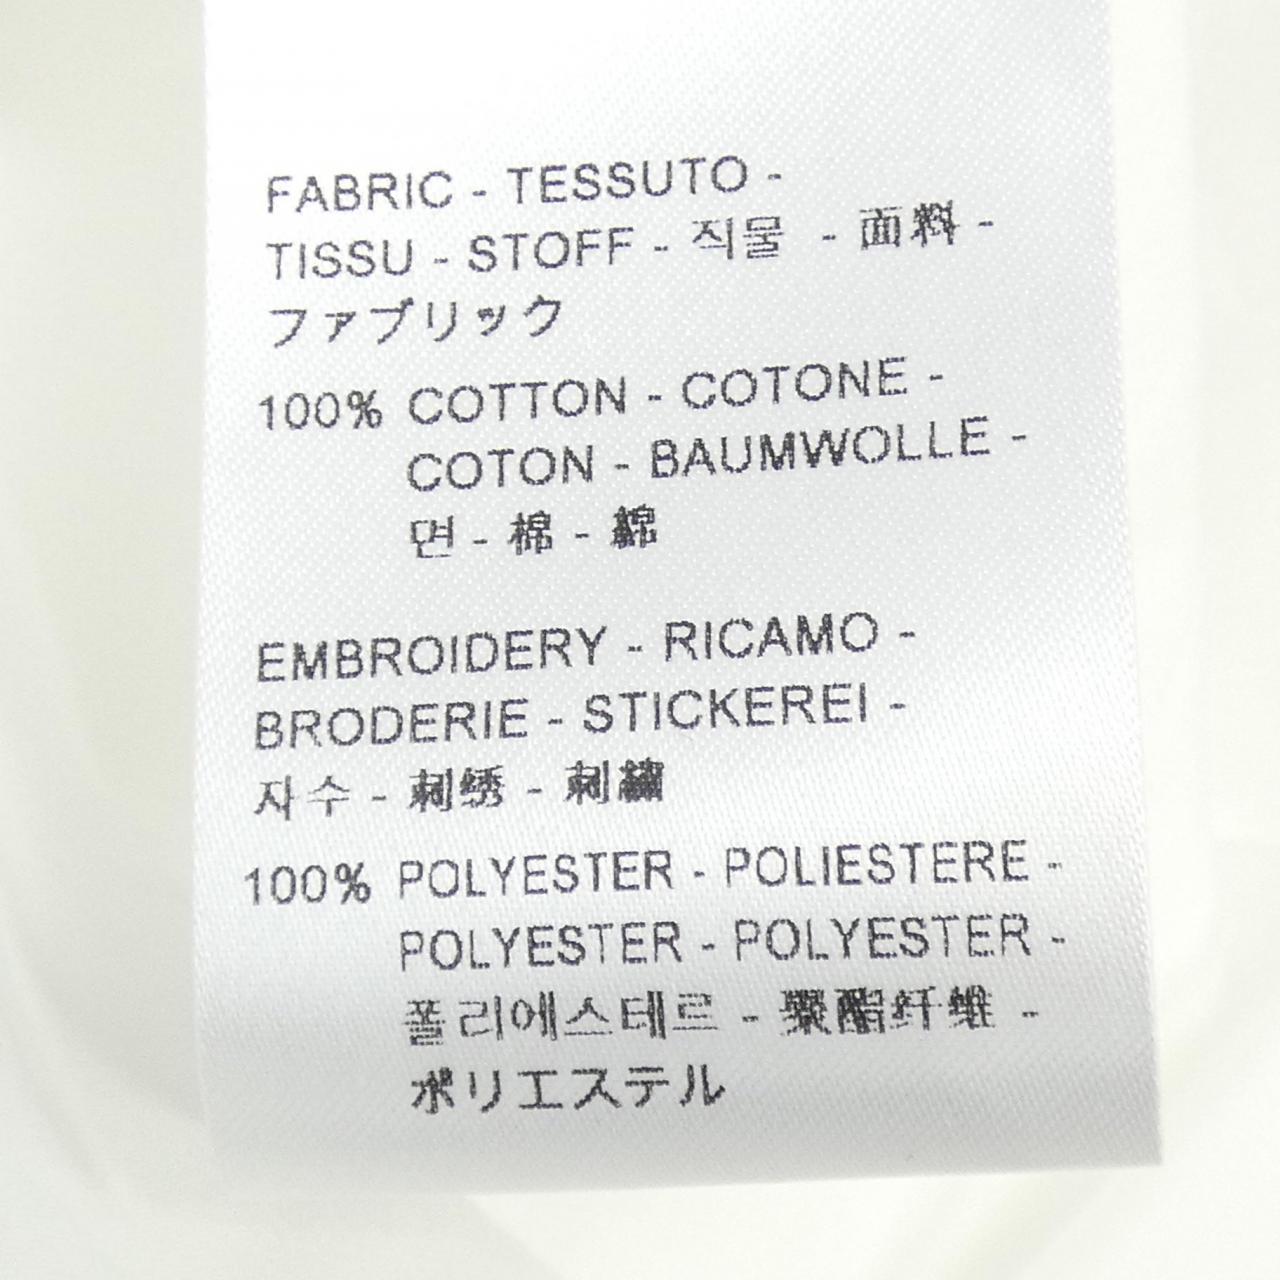 FABRIC - TESSUTO -
TISSU - STOFF - 직물 - 面料 -
ファブリック
100% COTTON - COTONE -
COTON - BAUMWOLLE -
면 - 棉 - 綿
EMBROIDERY - RICAMO -
BRODERIE - STICKEREI -
자수 - 刺绣 - 刺繍
100% POLYESTER - POLIESTERE -
POLYESTER - POLYESTER -
폴리에스테르 - 聚酯纤维 -
ポリエステル